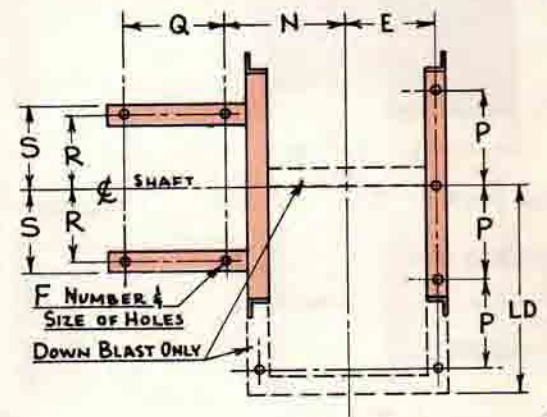 Q N E
S R
℄ SHAFT
S R
P
P
P
LD
F NUMBER &
SIZE OF HOLES
DOWN BLAST ONLY